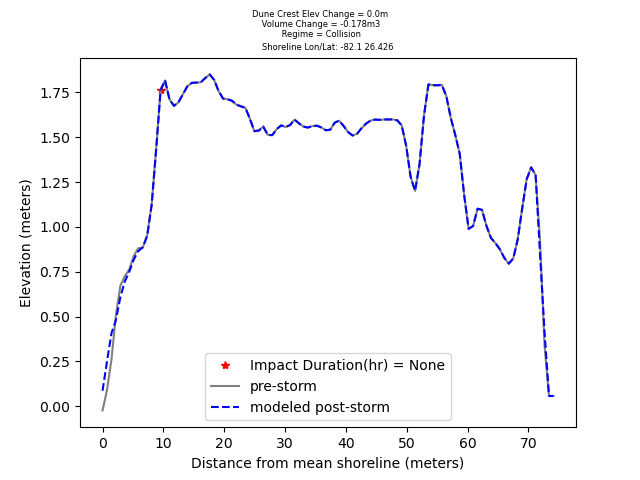 Dune Crest Elev Change = 0.0m
Volume Change = -0.178m3
Regime = Collision
Shoreline Lon/Lat: -82.1 26.426
1.75
1.50
1.25
1.00
0.75
0.50
0.25
0.00
Elevation (meters)
Impact Duration(hr) = None
pre-storm
modeled post-storm
0 10 20 30 40 50 60 70
Distance from mean shoreline (meters)